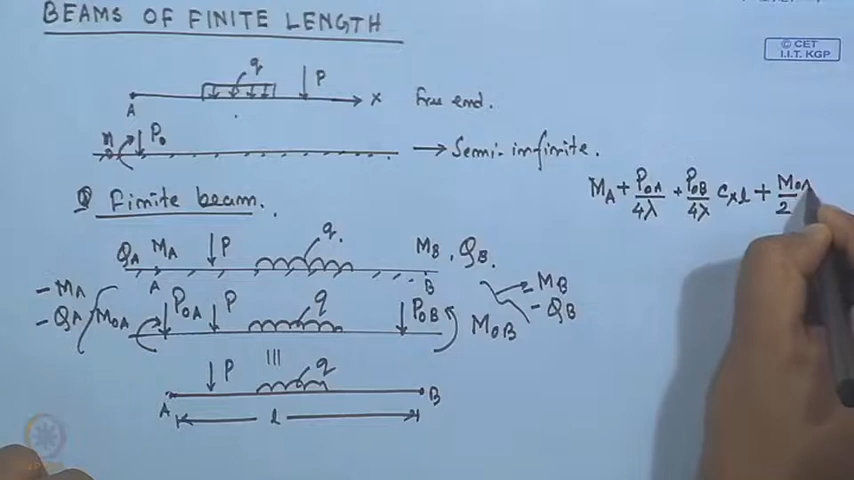 BEAMS OF FINITE LENGTH
© CET
I.I.T. KGP
q
P
A
x
Free end.
M P₀
→ Semi-infinite.
M_A + P_0A/4λ + P_0B/4λ C_λl + M_0A/2
Finite beam.
Q_A M_A P q. M_B . Q_B.
A B
-M_A
-Q_A M_0A P_0A P q P_0B M_0B
-M_B
-Q_B
P q
A B
l